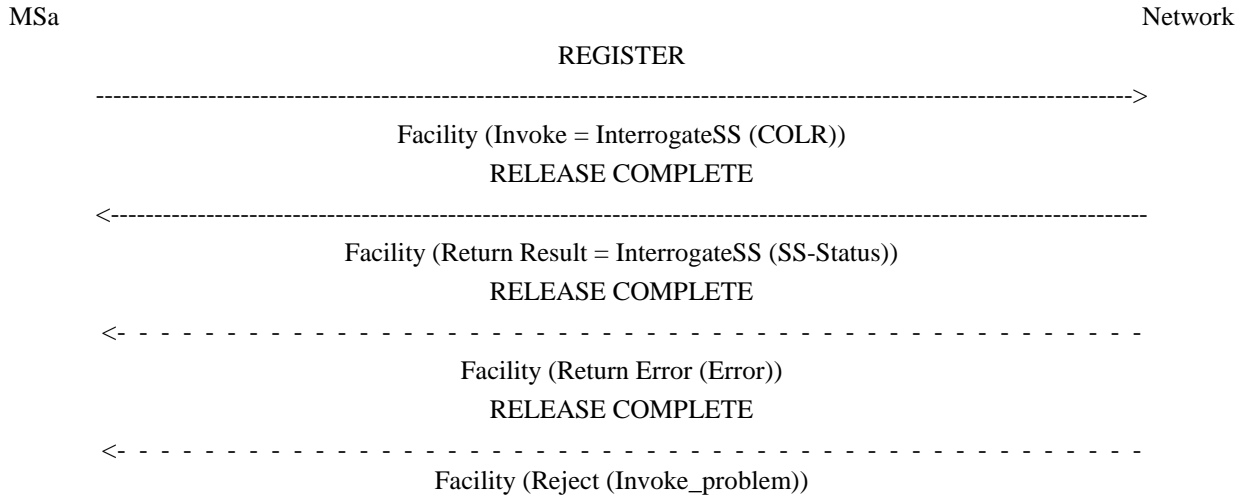 MSa Network
REGISTER
------------------------------------------------------------------------------------------------------------------------>
Facility (Invoke = InterrogateSS (COLR))
RELEASE COMPLETE
<------------------------------------------------------------------------------------------------------------------------
Facility (Return Result = InterrogateSS (SS-Status))
RELEASE COMPLETE
<- - - - - - - - - - - - - - - - - - - - - - - - - - - - - - - - - - - - - - - - - - - - - - - - -
Facility (Return Error (Error))
RELEASE COMPLETE
<- - - - - - - - - - - - - - - - - - - - - - - - - - - - - - - - - - - - - - - - - - - - - - - - -
Facility (Reject (Invoke_problem))